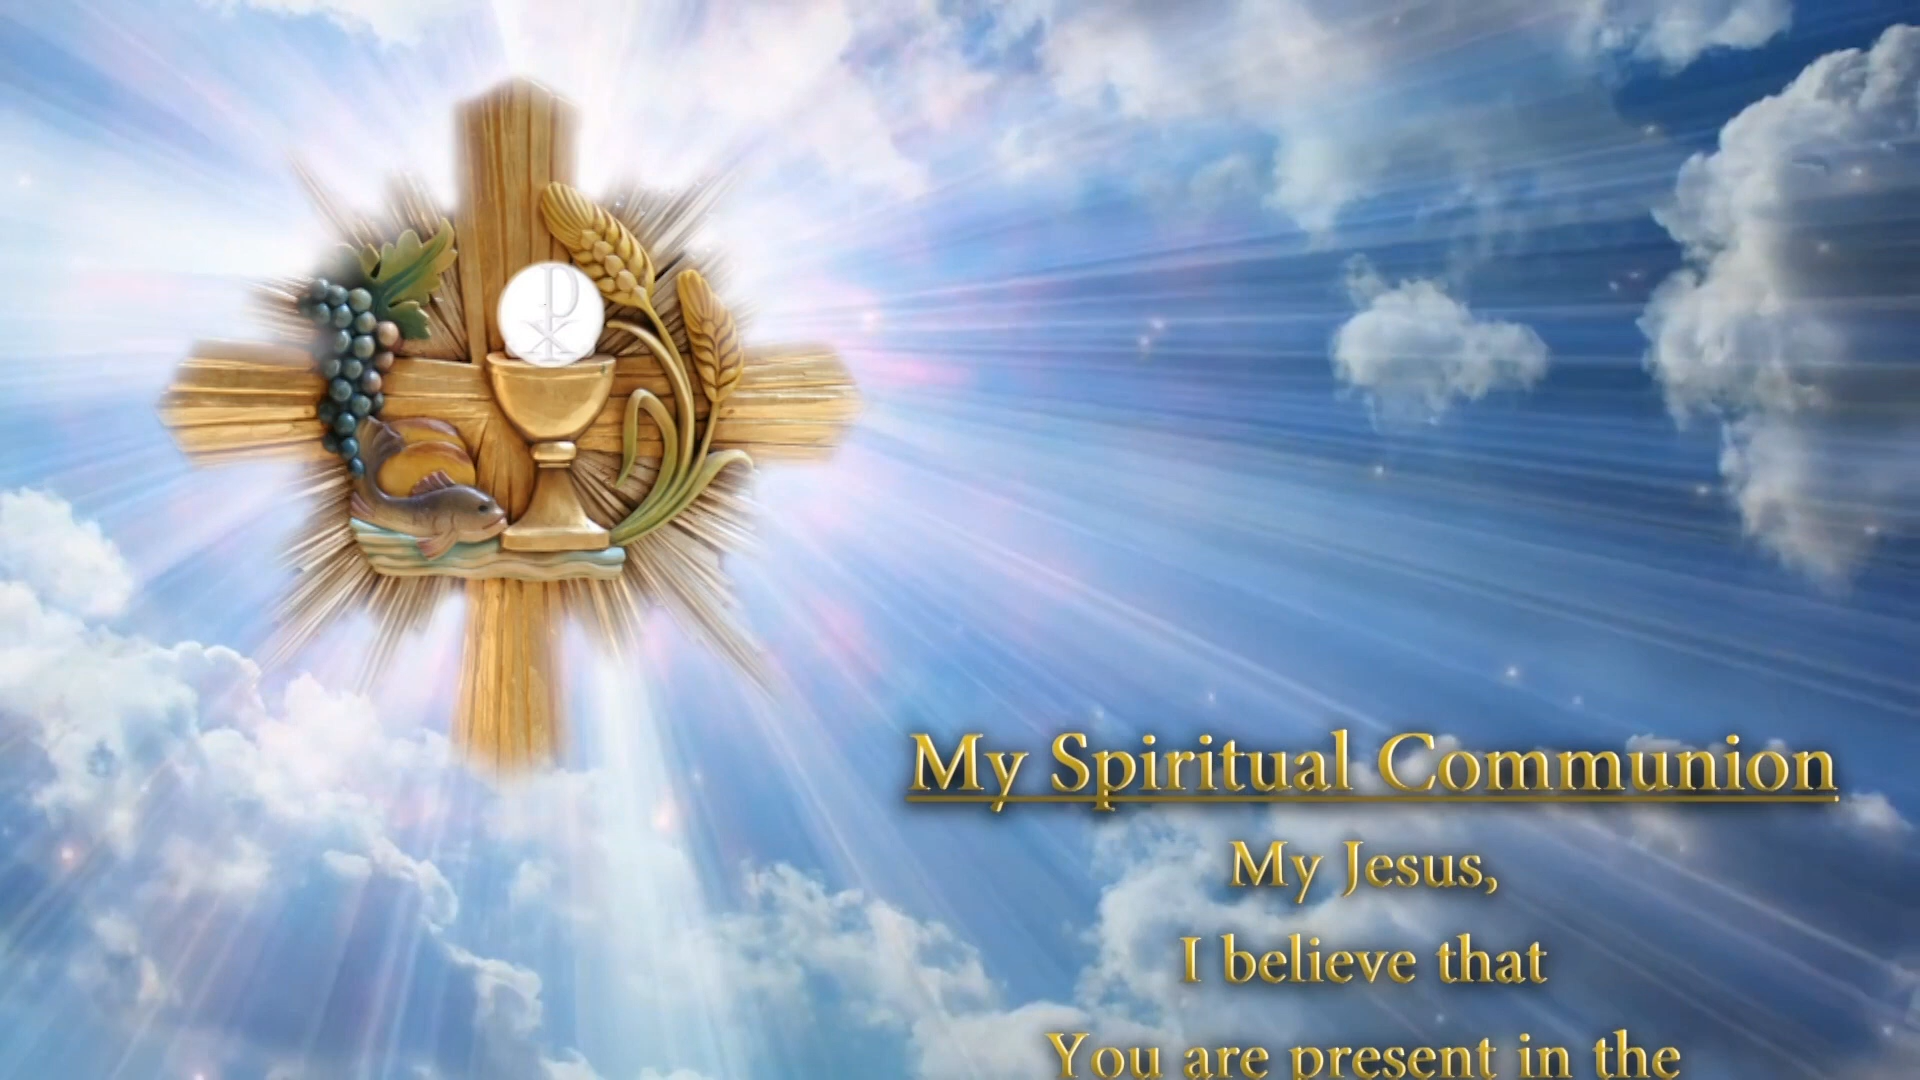 My Spiritual Communion
My Jesus,
I believe that
You are present in the